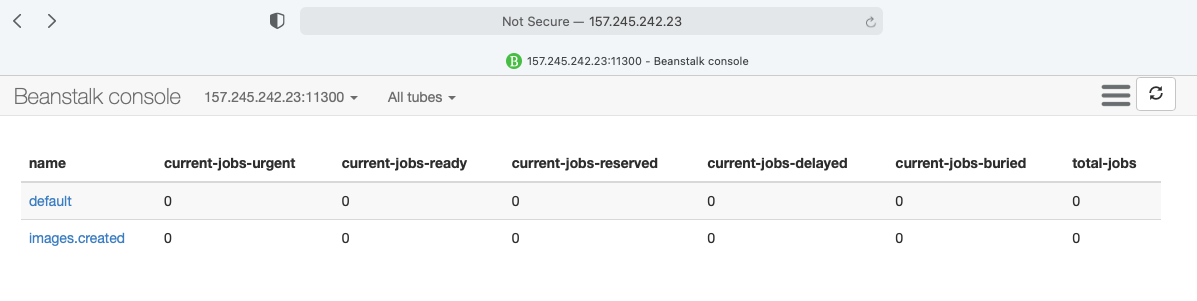 Not Secure — 157.245.242.23
157.245.242.23:11300 - Beanstalk console
Beanstalk console 157.245.242.23:11300 All tubes
name current-jobs-urgent current-jobs-ready current-jobs-reserved current-jobs-delayed current-jobs-buried total-jobs
default 0 0 0 0 0 0
images.created 0 0 0 0 0 0